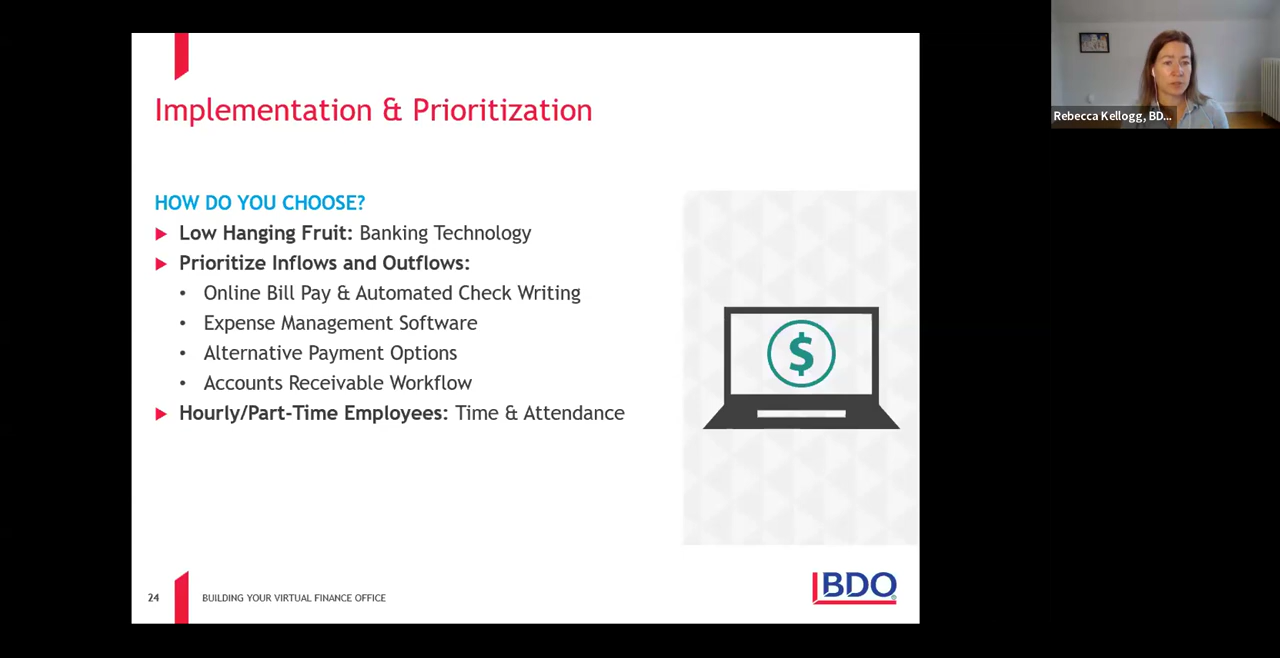 Implementation & Prioritization
HOW DO YOU CHOOSE?
Low Hanging Fruit: Banking Technology
Prioritize Inflows and Outflows:
• Online Bill Pay & Automated Check Writing
• Expense Management Software
• Alternative Payment Options
• Accounts Receivable Workflow
Hourly/Part-Time Employees: Time & Attendance
$
24
BUILDING YOUR VIRTUAL FINANCE OFFICE
BDO
Rebecca Kellogg, BD...